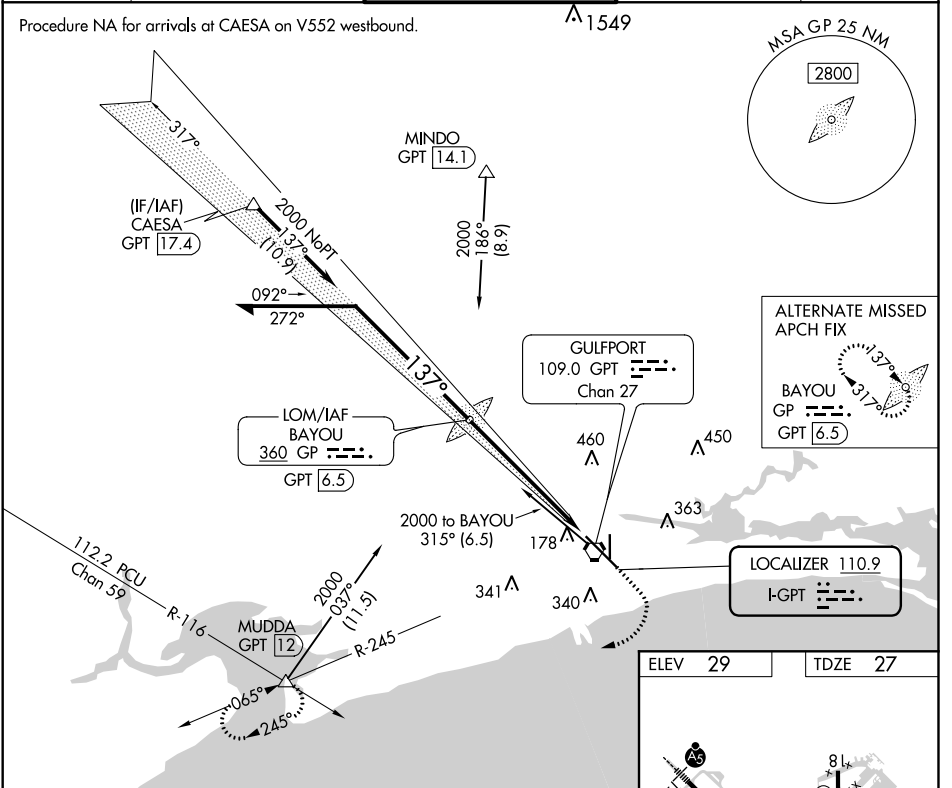 Procedure NA for arrivals at CAESA on V552 westbound.
1549
MSA GP 25 NM
2800
317°
MINDO
GPT 14.1
2000
186°
(8.9)
(IF/IAF)
CAESA
GPT 17.4
2000 NoPT
137°
(10.9)
092°
272°
137°
GULFPORT
109.0 GPT
Chan 27
ALTERNATE MISSED
APCH FIX
137°
317°
BAYOU
GP
GPT 6.5
LOM/IAF
BAYOU
360 GP
GPT 6.5
460
450
363
2000 to BAYOU
315° (6.5)
178
341
340
LOCALIZER 110.9
I-GPT
112.2 PCU
Chan 59
R-116
2000
037°
(11.5)
MUDDA
GPT 12
R-245
065°
245°
ELEV 29
TDZE 27
A5
18